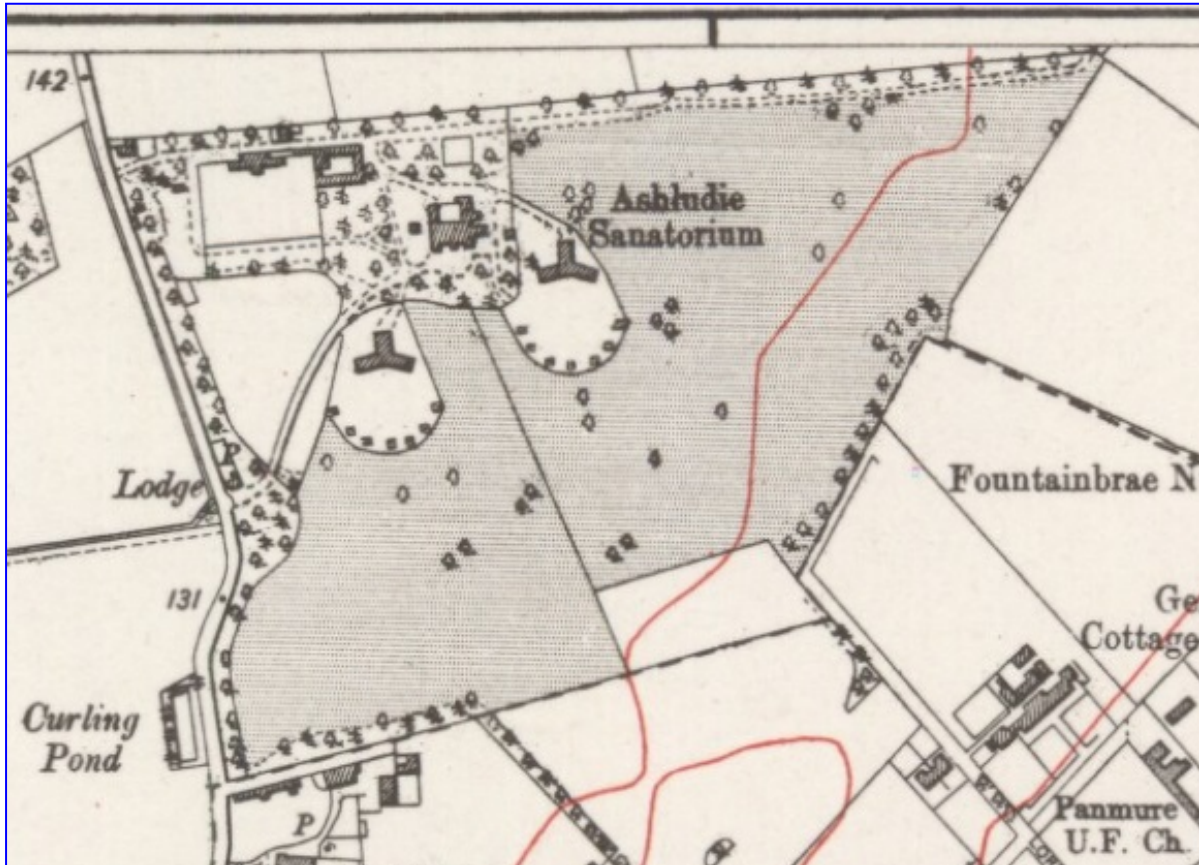 142
Ashludie
Sanatorium
P
Lodge
Fountainbrae N
131
Ge
Cottage
Curling
Pond
P
Panmure
U.F. Ch.